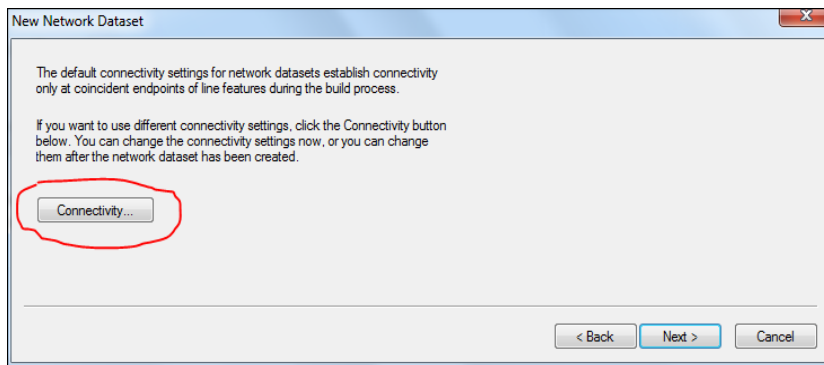 New Network Dataset
The default connectivity settings for network datasets establish connectivity
only at coincident endpoints of line features during the build process.
If you want to use different connectivity settings, click the Connectivity button
below. You can change the connectivity settings now, or you can change
them after the network dataset has been created.
Connectivity...
< Back Next > Cancel